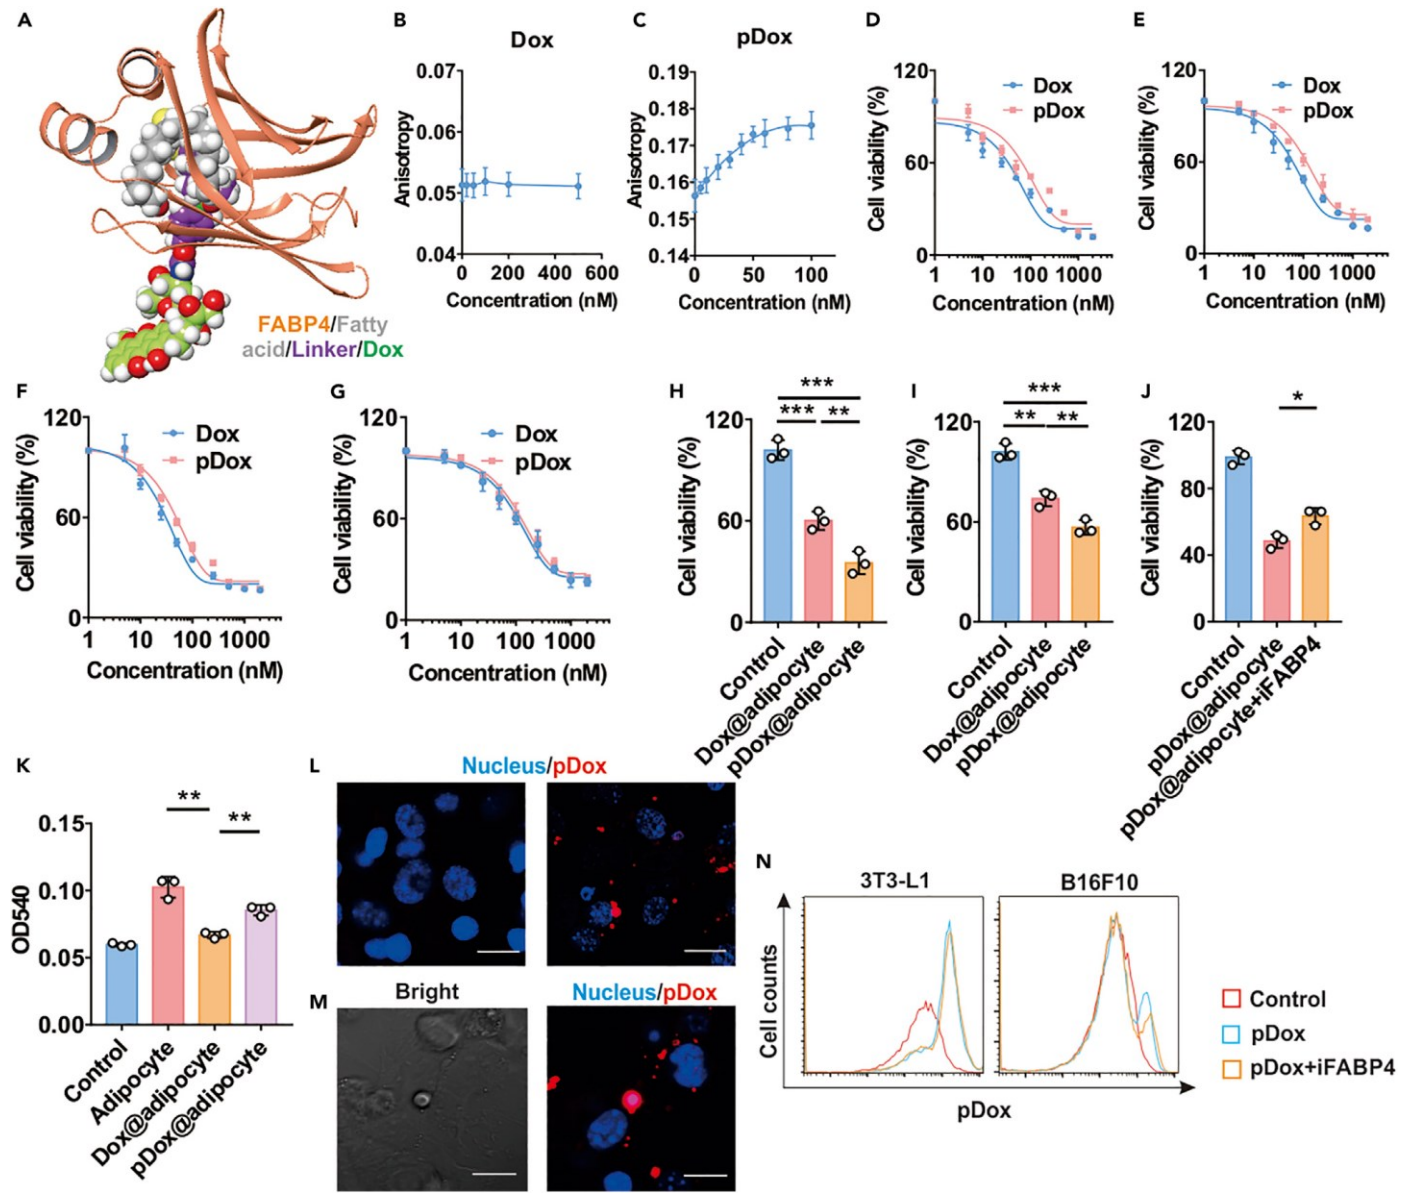 A
B
Dox
0.07
0.06
0.05
0.04
Anisotropy
0
200
400
600
Concentration (nM)
FABP4/Fatty
acid/Linker/Dox
C
pDox
0.19
0.18
0.17
0.16
0.15
0.14
Anisotropy
0
50
100
Concentration (nM)
D
Dox
pDox
120
60
0
Cell viability (%)
1
10
100
1000
Concentration (nM)
E
Dox
pDox
120
60
0
Cell viability (%)
1
10
100
1000
Concentration (nM)
F
Dox
pDox
120
60
0
Cell viability (%)
1
10
100
1000
Concentration (nM)
G
Dox
pDox
120
60
0
Cell viability (%)
1
10
100
1000
Concentration (nM)
H
***
***
**
120
60
0
Cell viability (%)
Control
Dox@adipocyte
pDox@adipocyte
I
***
**
**
120
60
0
Cell viability (%)
Control
Dox@adipocyte
pDox@adipocyte
J
*
120
80
40
0
Cell viability (%)
Control
pDox@adipocyte
pDox@adipocyte+iFABP4
K
**
**
0.15
0.10
0.05
0.00
OD540
Control
Adipocyte
Dox@adipocyte
pDox@adipocyte
L
Nucleus/pDox
M
Bright
Nucleus/pDox
N
3T3-L1
B16F10
Cell counts
pDox
Control
pDox
pDox+iFABP4